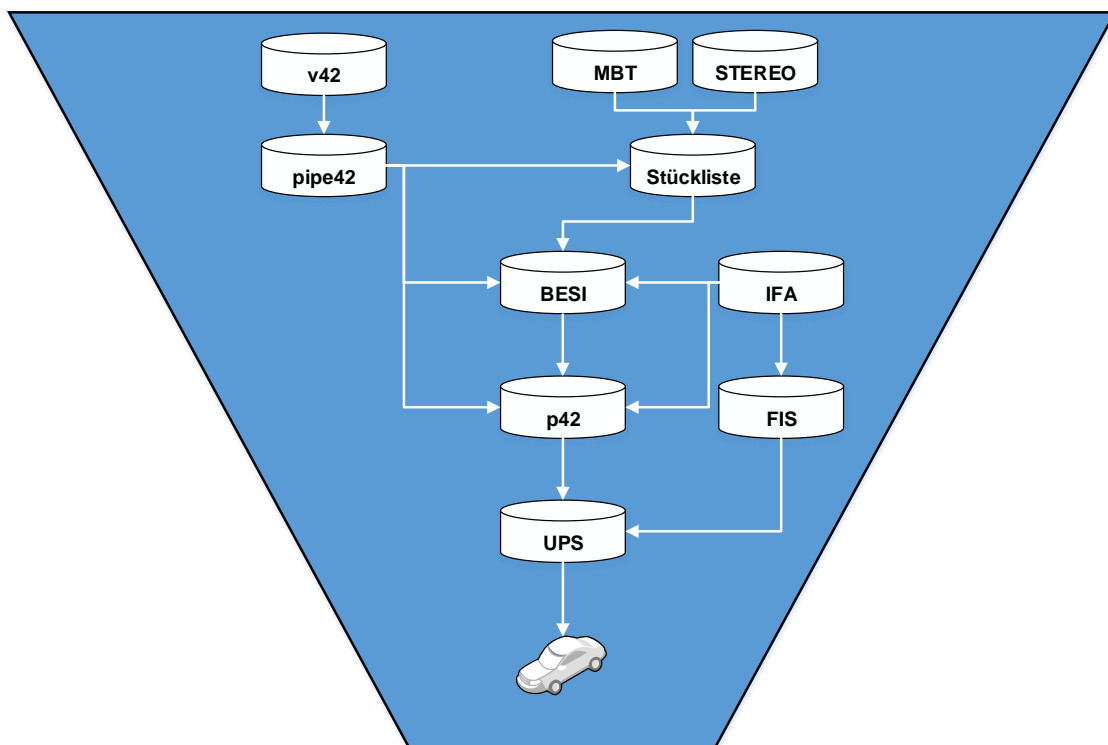 v42
MBT
STEREO
pipe42
Stückliste
BESI
IFA
p42
FIS
UPS